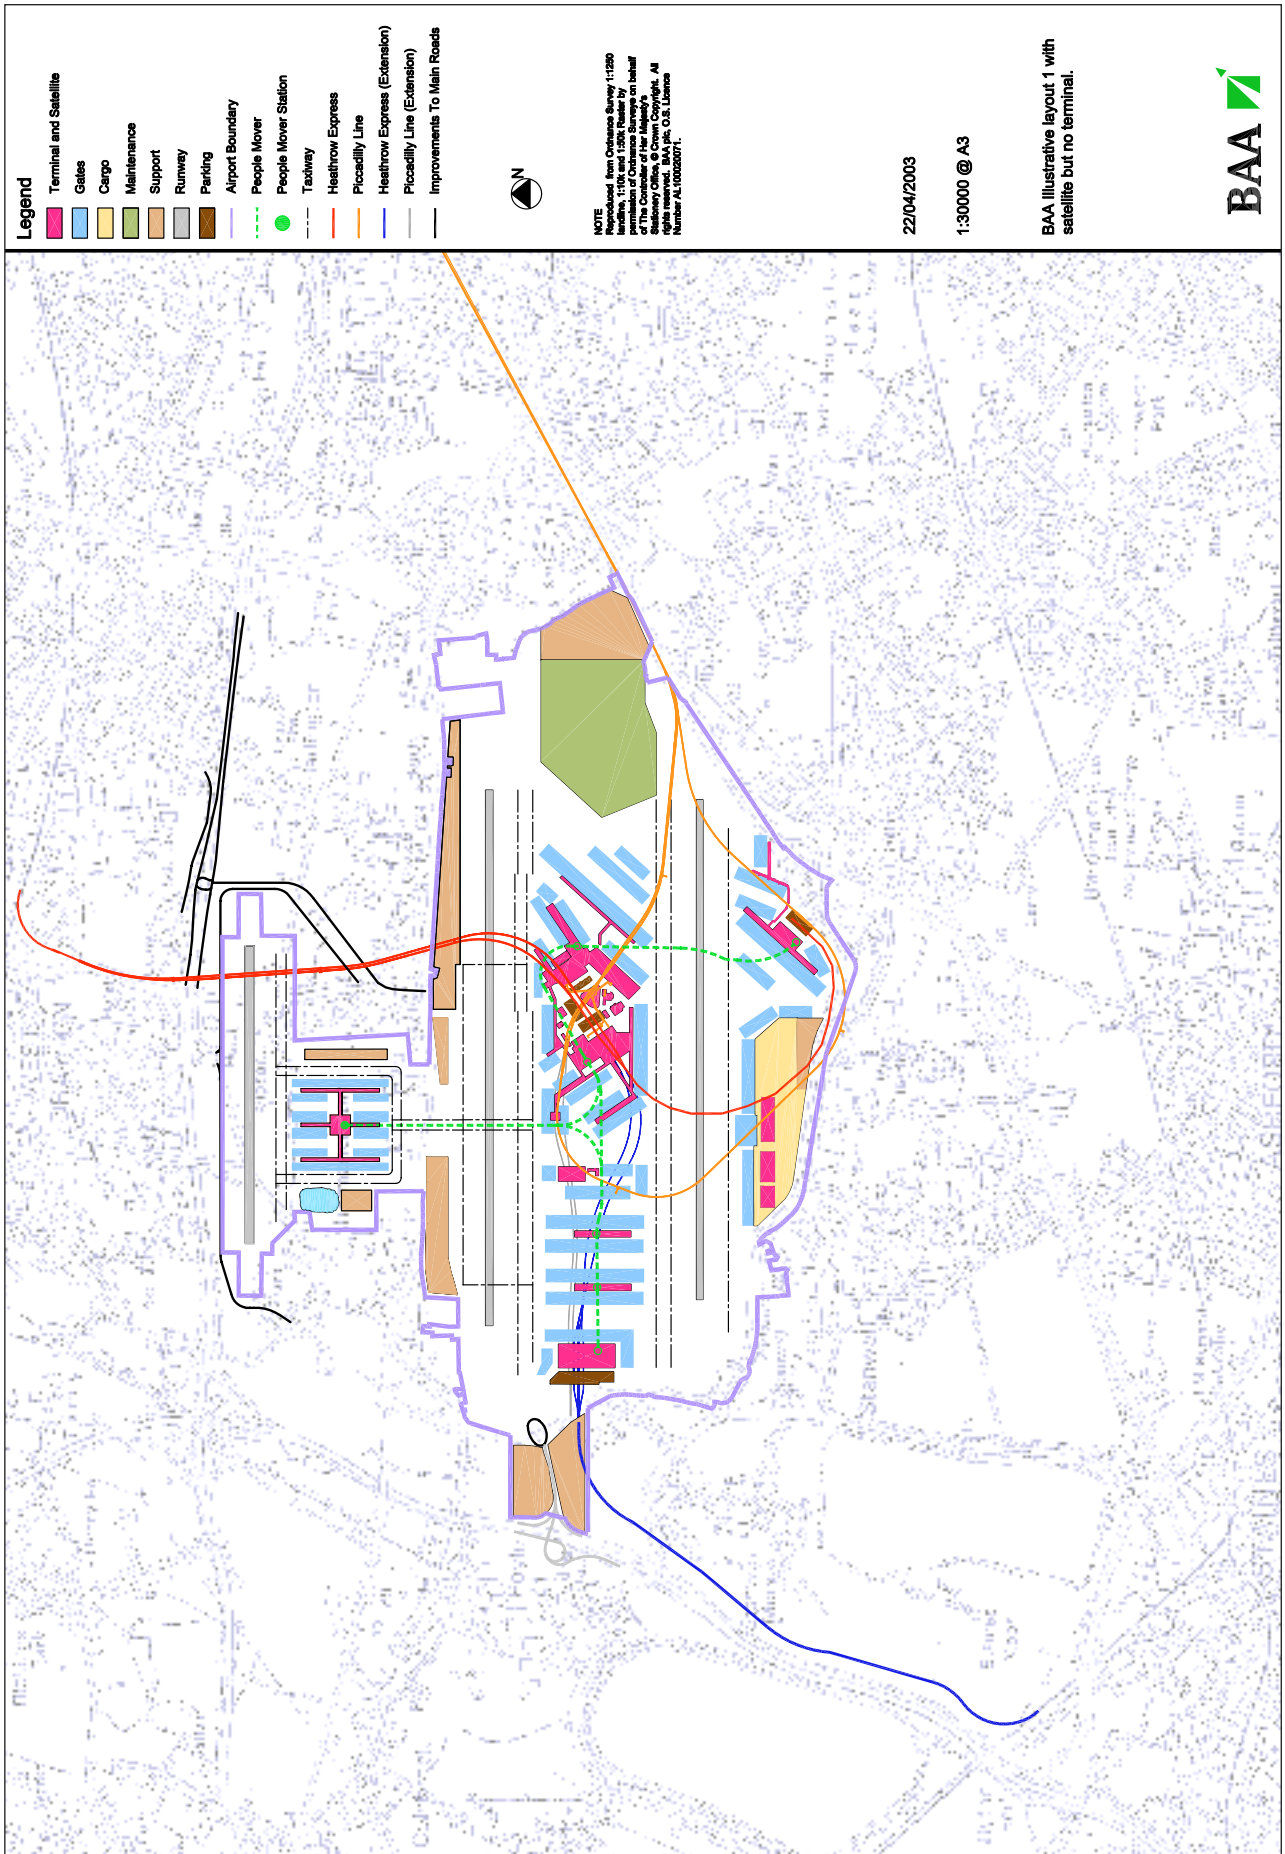 Legend
Terminal and Satellite
Gates
Cargo
Maintenance
Support
Runway
Parking
Airport Boundary
People Mover
People Mover Station
Taxiway
Heathrow Express
Piccadilly Line
Heathrow Express (Extension)
Piccadilly Line (Extension)
Improvements To Main Roads
N
NOTE
Reproduced from Ordnance Survey 1:1250
landline, 1:10k and 1:50k Raster by
permission of Ordnance Surveys on behalf
of The Controller of Her Majesty's
Stationery Office, © Crown Copyright. All
rights reserved. BAA plc, O.S. Licence
Number AL100020071.
22/04/2003
1:30000 @ A3
BAA Illustrative layout 1 with
satellite but no terminal.
BAA